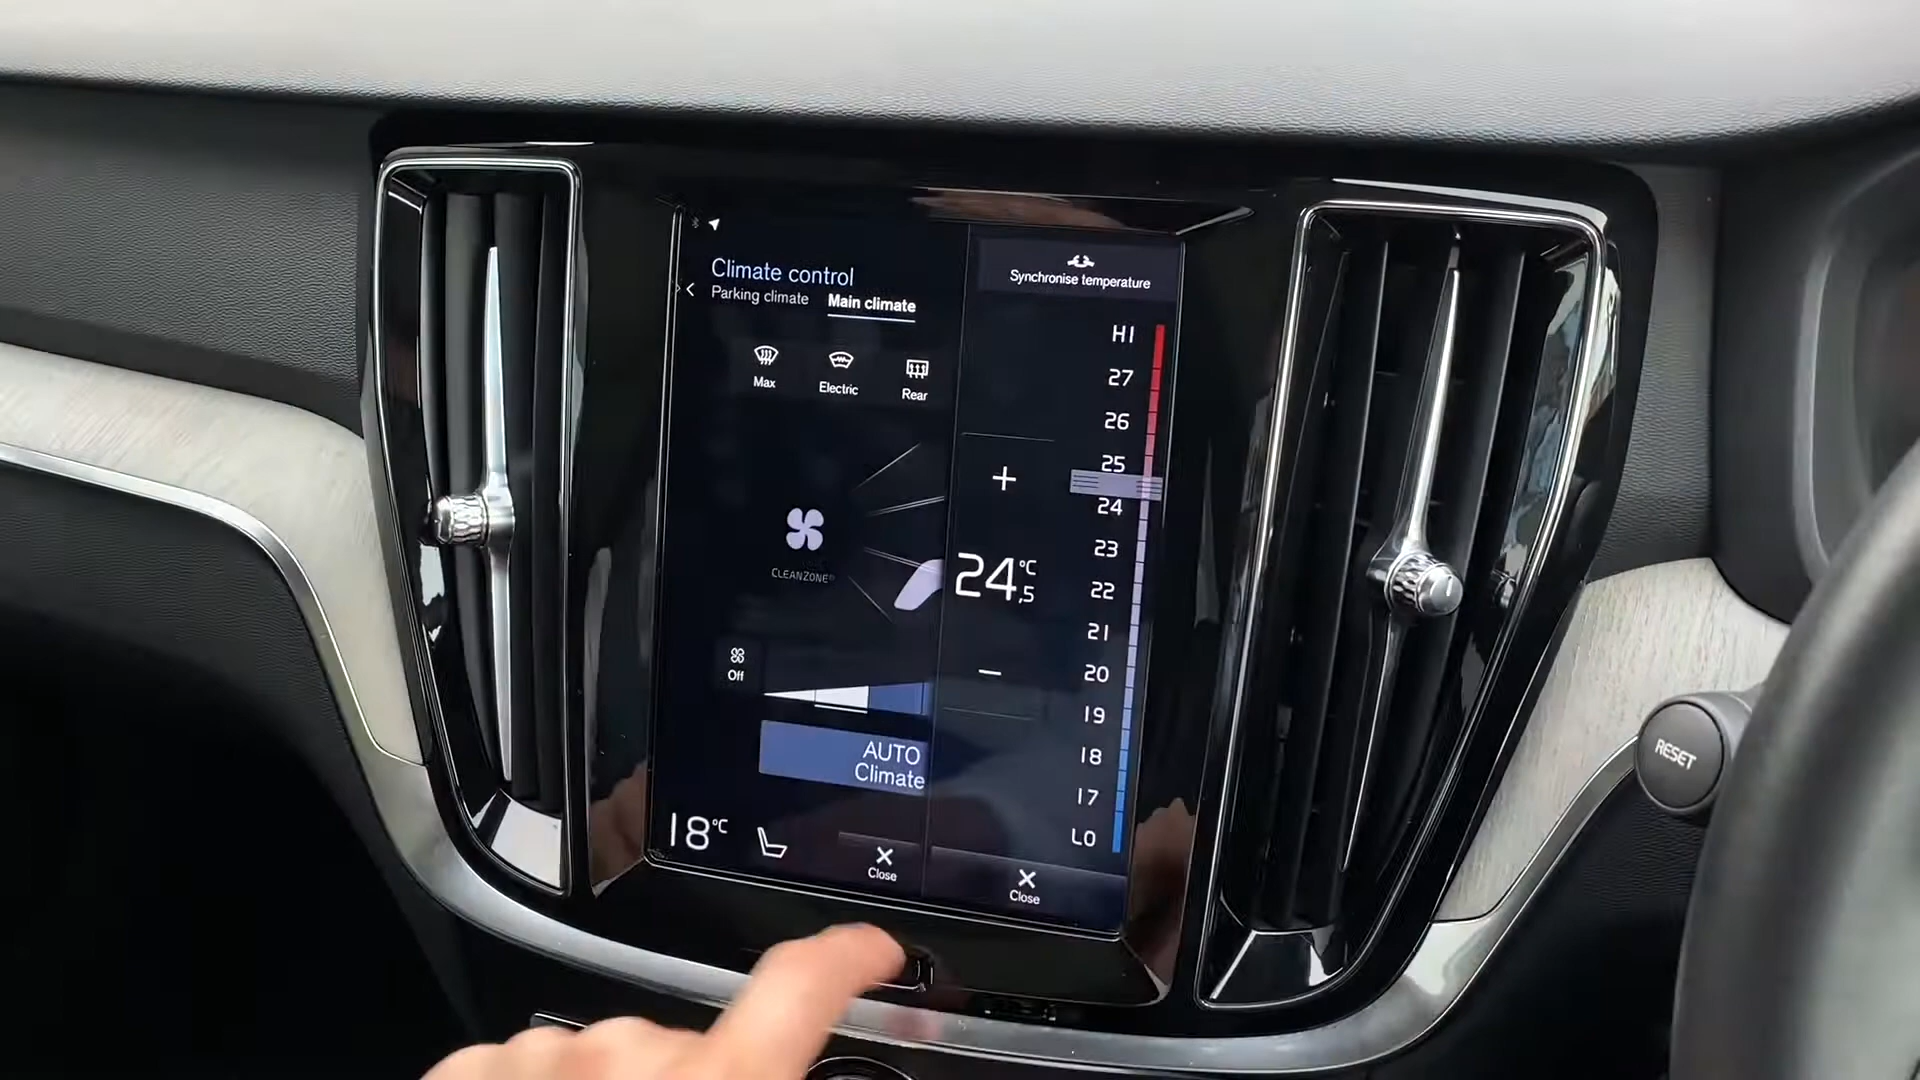 Climate control
Parking climate
Main climate
Max
Electric
Rear
CLEANZONE®
Off
AUTO
Climate
18°C
Close
Synchronise temperature
HI
27
26
25
24
23
22
21
20
19
18
17
LO
+
24,5°C
−
Close
RESET